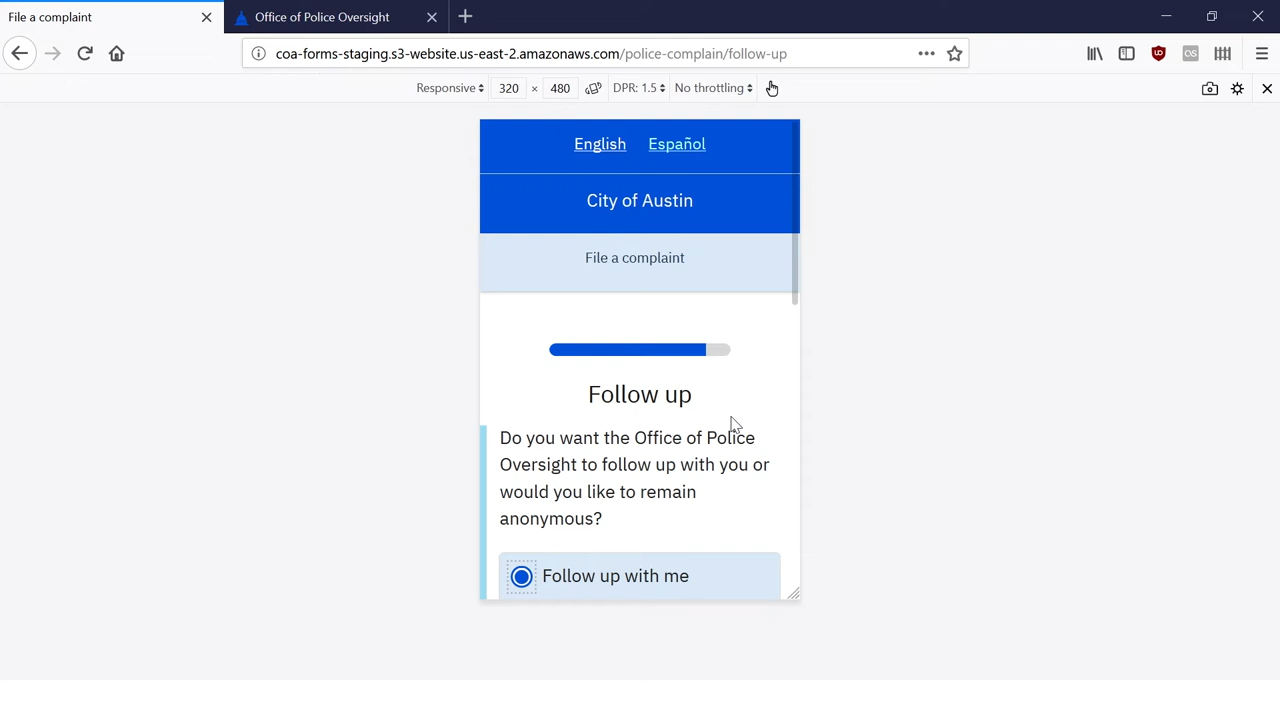 File a complaint
Office of Police Oversight
coa-forms-staging.s3-website.us-east-2.amazonaws.com/police-complain/follow-up
Responsive 320 × 480 DPR: 1.5 No throttling
English Español
City of Austin
File a complaint
Follow up
Do you want the Office of Police
Oversight to follow up with you or
would you like to remain
anonymous?
Follow up with me